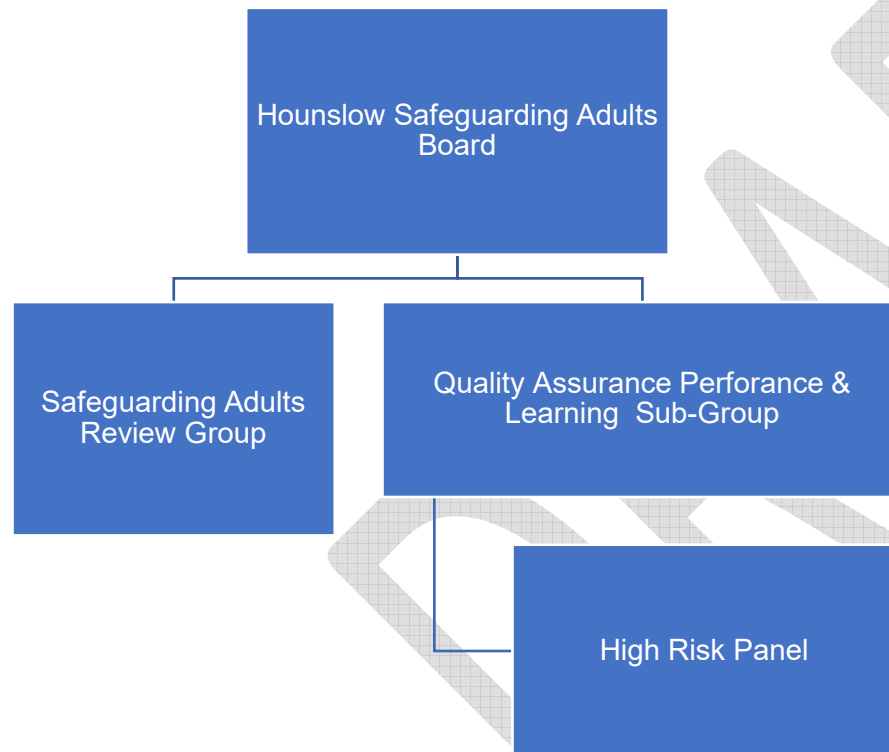 Hounslow Safeguarding Adults
Board
Safeguarding Adults
Review Group
Quality Assurance Perforance &
Learning  Sub-Group
High Risk Panel